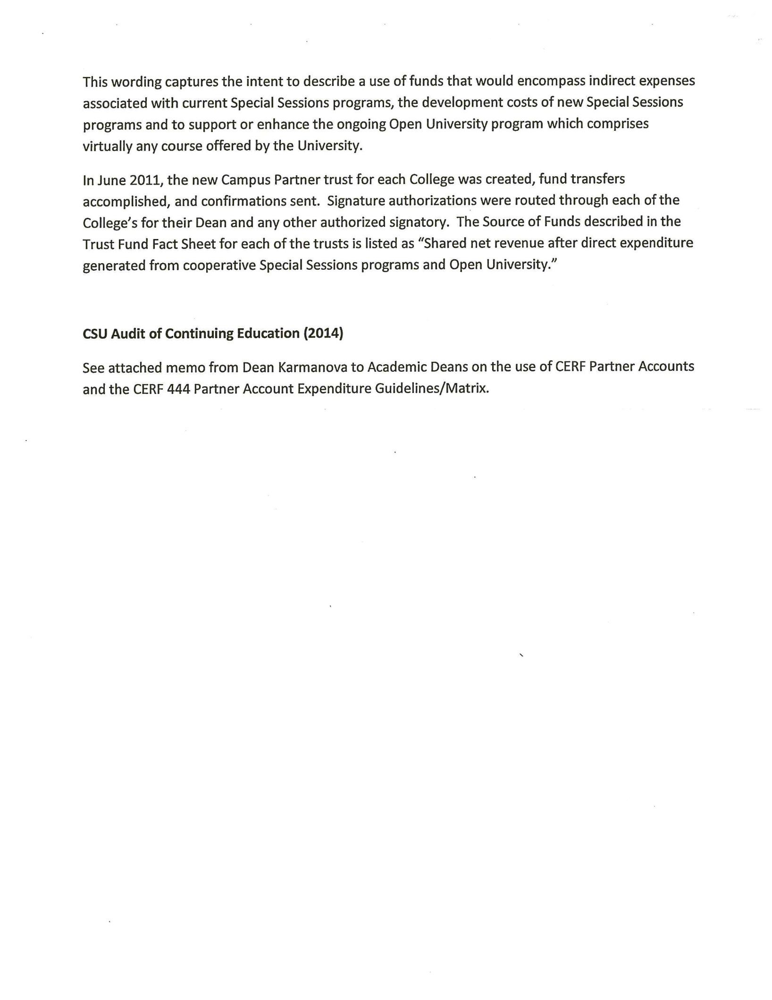 This wording captures the intent to describe a use of funds that would encompass indirect expenses
associated with current Special Sessions programs, the development costs of new Special Sessions
programs and to support or enhance the ongoing Open University program which comprises
virtually any course offered by the University.
In June 2011, the new Campus Partner trust for each College was created, fund transfers
accomplished, and confirmations sent.  Signature authorizations were routed through each of the
College’s for their Dean and any other authorized signatory.  The Source of Funds described in the
Trust Fund Fact Sheet for each of the trusts is listed as “Shared net revenue after direct expenditure
generated from cooperative Special Sessions programs and Open University.”
CSU Audit of Continuing Education (2014)
See attached memo from Dean Karmanova to Academic Deans on the use of CERF Partner Accounts
and the CERF 444 Partner Account Expenditure Guidelines/Matrix.